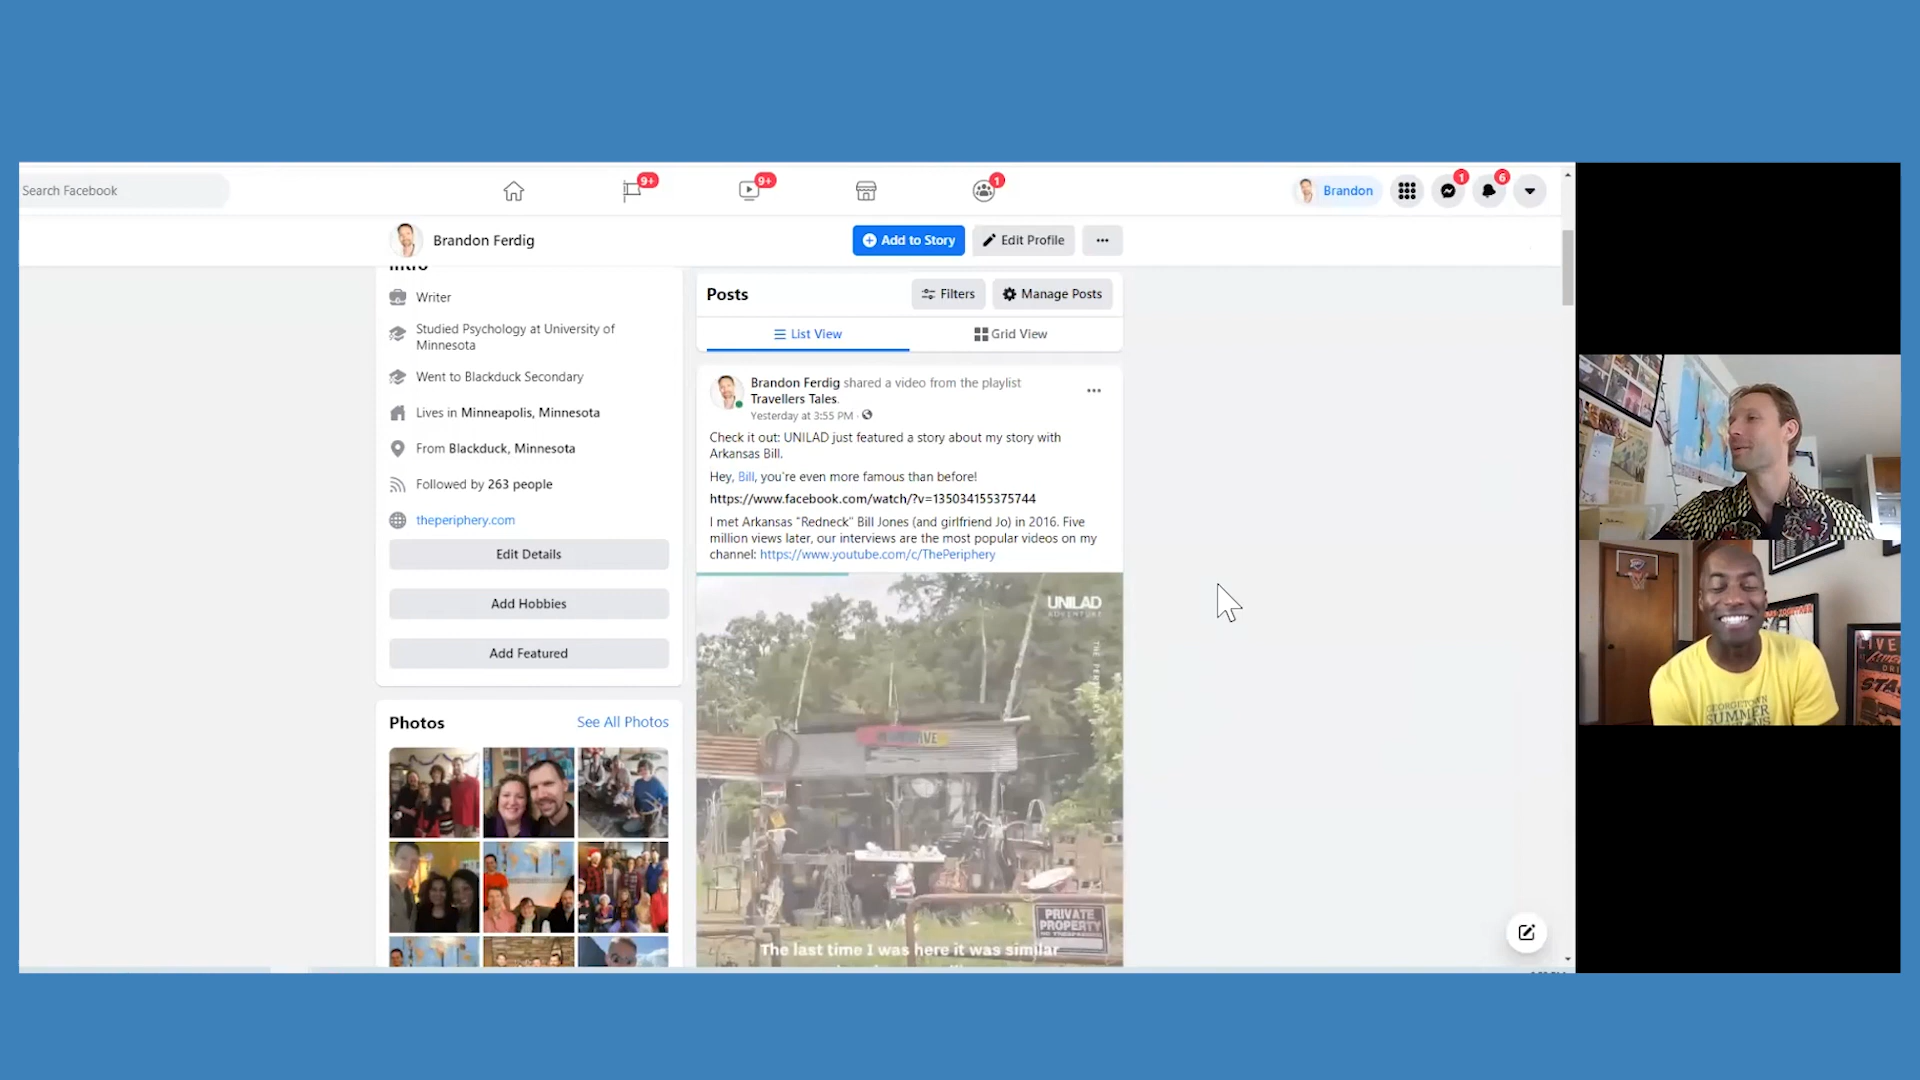 Search Facebook
9+
9+
1
Brandon
1
6
Brandon Ferdig
Add to Story
Edit Profile
Intro
Writer
Studied Psychology at University of
Minnesota
Went to Blackduck Secondary
Lives in Minneapolis, Minnesota
From Blackduck, Minnesota
Followed by 263 people
theperiphery.com
Edit Details
Add Hobbies
Add Featured
Photos
See All Photos
Posts
Filters
Manage Posts
List View
Grid View
Brandon Ferdig shared a video from the playlist
Travellers Tales.
Yesterday at 3:55 PM ·
Check it out: UNILAD just featured a story about my story with
Arkansas Bill.
Hey, Bill, you're even more famous than before!
https://www.facebook.com/watch/?v=135034155375744
I met Arkansas "Redneck" Bill Jones (and girlfriend Jo) in 2016. Five
million views later, our interviews are the most popular videos on my
channel: https://www.youtube.com/c/ThePeriphery
UNILAD
ADVENTURE
PRIVATE
PROPERTY
The last time I was here it was similar
GEORGETOWN
SUMMER
LIVE